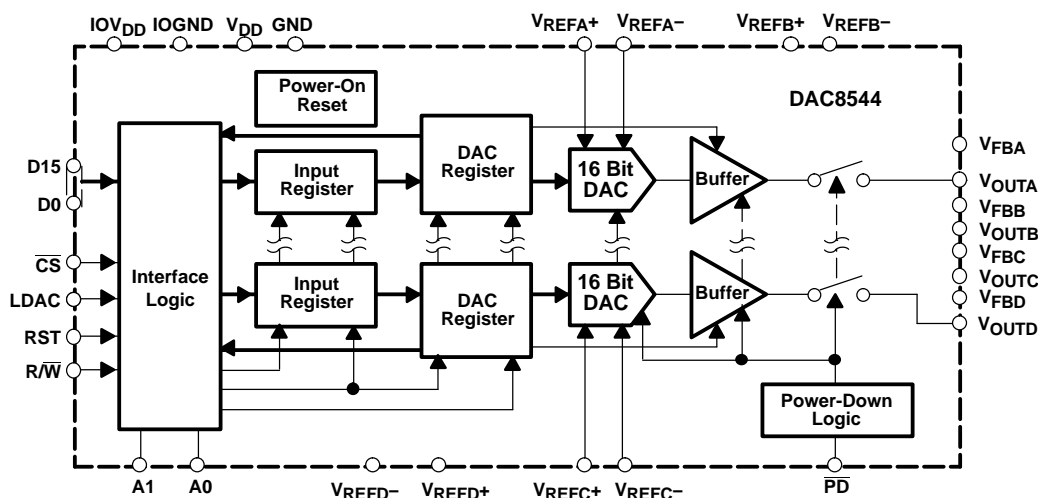 IOVDD IOGND VDD GND VREFA+ VREFA− VREFB+ VREFB−
Power-On
Reset
DAC8544
D15
D0
CS
LDAC
RST
R/W
Interface
Logic
Input
Register
DAC
Register
16 Bit
DAC
Buffer
Input
Register
DAC
Register
16 Bit
DAC
Buffer
VFBA
VOUTA
VFBB
VOUTB
VFBC
VOUTC
VFBD
VOUTD
Power-Down
Logic
A1 A0 VREFD− VREFD+ VREFC+ VREFC− PD